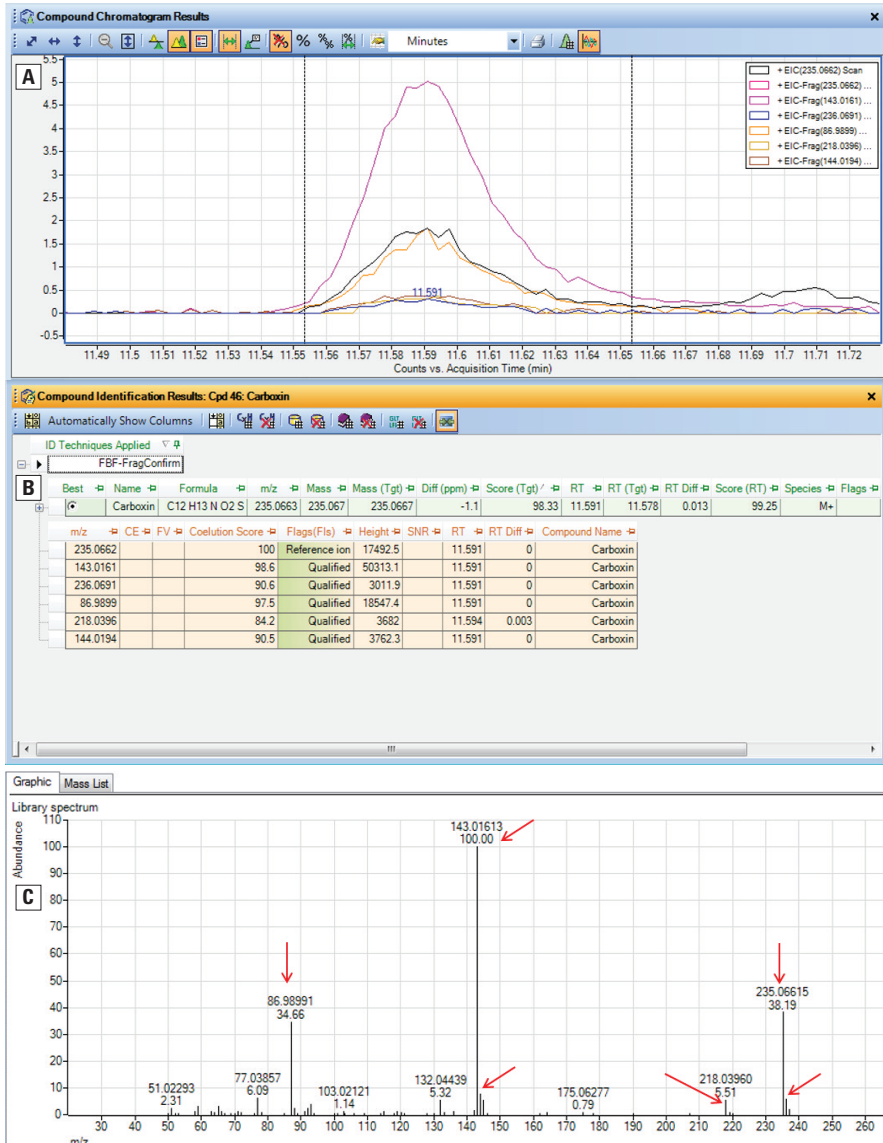 Compound Chromatogram Results
Minutes
A
5.5
5
4.5
4
3.5
3
2.5
2
1.5
1
0.5
0
-0.5
+ EIC(235.0662) Scan
+ EIC-Frag(235.0662) ...
+ EIC-Frag(143.0161) ...
+ EIC-Frag(236.0691) ...
+ EIC-Frag(86.9899) ...
+ EIC-Frag(218.0396) ...
+ EIC-Frag(144.0194) ...
11.591
11.49 11.5 11.51 11.52 11.53 11.54 11.55 11.56 11.57 11.58 11.59 11.6 11.61 11.62 11.63 11.64 11.65 11.66 11.67 11.68 11.69 11.7 11.71 11.72
Counts vs. Acquisition Time (min)
Compound Identification Results: Cpd 46: Carboxin
Automatically Show Columns
ID Techniques Applied
FBF-FragConfirm
B
Best Name Formula m/z Mass Mass (Tgt) Diff (ppm) Score (Tgt) RT RT (Tgt) RT Diff Score (RT) Species Flags
Carboxin C12 H13 N O2 S 235.0663 235.067 235.0667 -1.1 98.33 11.591 11.578 0.013 99.25 M+
m/z CE FV Coelution Score Flags(FIs) Height SNR RT RT Diff Compound Name
235.0662 100 Reference ion 17492.5 11.591 0 Carboxin
143.0161 98.6 Qualified 50313.1 11.591 0 Carboxin
236.0691 90.6 Qualified 3011.9 11.591 0 Carboxin
86.9899 97.5 Qualified 18547.4 11.591 0 Carboxin
218.0396 84.2 Qualified 3682 11.594 0.003 Carboxin
144.0194 90.5 Qualified 3762.3 11.591 0 Carboxin
Graphic Mass List
Library spectrum
Abundance
C
110
100
90
80
70
60
50
40
30
20
10
0
143.01613
100.00
86.98991
34.66
235.06615
38.19
51.02293
2.31
77.03857
6.09
103.02121
1.14
132.04439
5.32
175.06277
0.79
218.03960
5.51
30 40 50 60 70 80 90 100 110 120 130 140 150 160 170 180 190 200 210 220 230 240 250 260
m/z